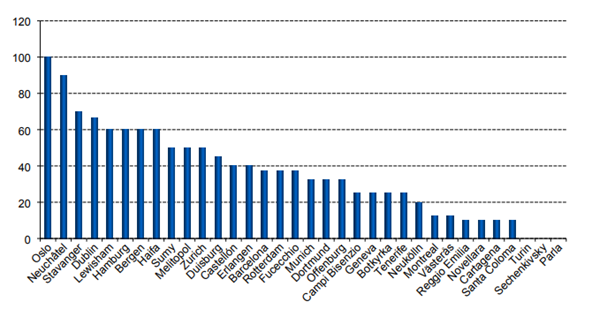 120
100
80
60
40
20
0
Oslo
Neuchâtel
Stavanger
Dublin
Lewisham
Hamburg
Bergen
Haifa
Sumy
Melitopol
Zurich
Duisburg
Castellón
Erlangen
Barcelona
Rotterdam
Fucecchio
Munich
Dortmund
Offenburg
Campi Bisenzio
Geneva
Botkyrka
Tenerife
Neukölln
Montreal
Västerås
Reggio Emilia
Novellara
Cartagena
Santa Coloma
Turin
Sechenkivsky
Parla